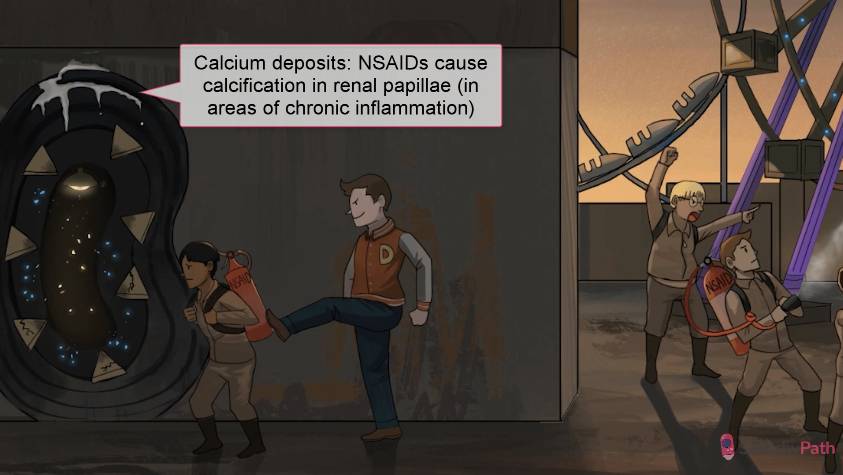 Calcium deposits: NSAIDs cause
calcification in renal papillae (in
areas of chronic inflammation)
D
NSAID
NSAID
Path